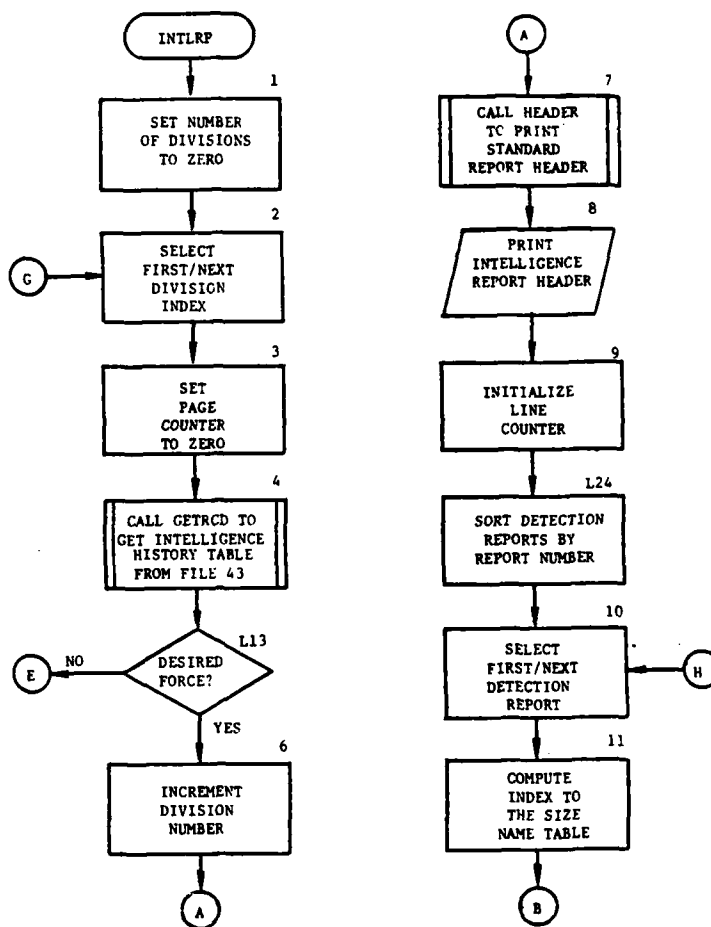 INTLRP
1
SET NUMBER
OF DIVISIONS
TO ZERO
2
SELECT
FIRST/NEXT
DIVISION
INDEX
G
3
SET
PAGE
COUNTER
TO ZERO
4
CALL GETRCD TO
GET INTELLIGENCE
HISTORY TABLE
FROM FILE 43
L13
DESIRED
FORCE?
NO
E
YES
6
INCREMENT
DIVISION
NUMBER
A
A
7
CALL HEADER
TO PRINT
STANDARD
REPORT HEADER
8
PRINT
INTELLIGENCE
REPORT HEADER
9
INITIALIZE
LINE
COUNTER
L24
SORT DETECTION
REPORTS BY
REPORT NUMBER
10
SELECT
FIRST/NEXT
DETECTION
REPORT
H
11
COMPUTE
INDEX TO
THE SIZE
NAME TABLE
B